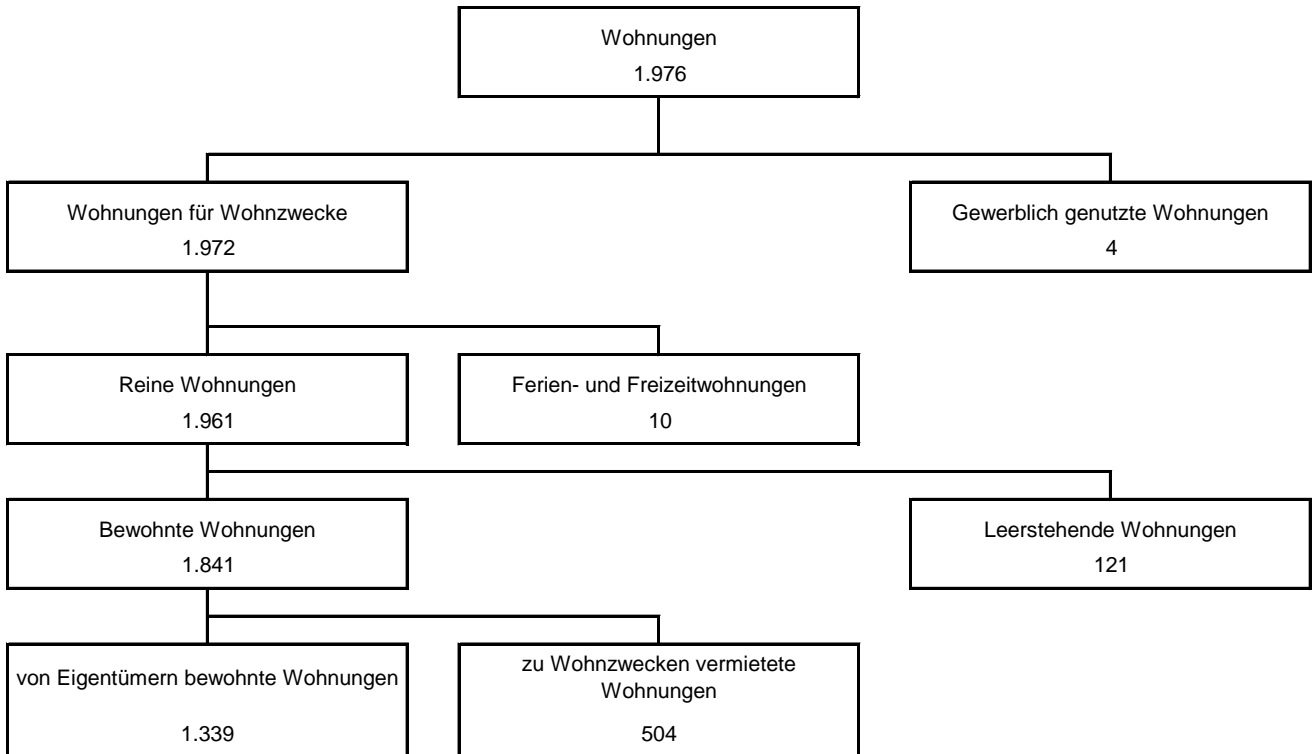 Wohnungen
1.976
Wohnungen für Wohnzwecke
1.972
Gewerblich genutzte Wohnungen
4
Reine Wohnungen
1.961
Ferien- und Freizeitwohnungen
10
Bewohnte Wohnungen
1.841
Leerstehende Wohnungen
121
von Eigentümern bewohnte Wohnungen
1.339
zu Wohnzwecken vermietete
Wohnungen
504